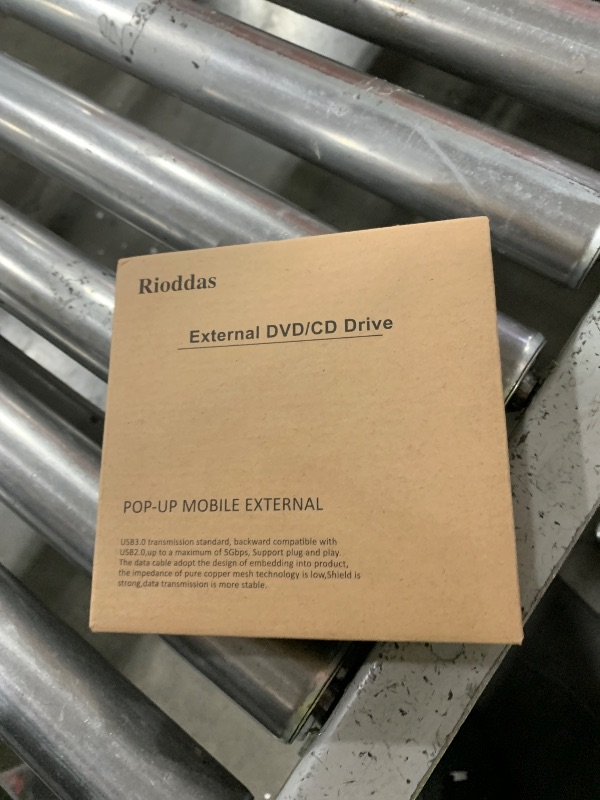 Rioddas
External DVD/CD Drive
POP-UP MOBILE EXTERNAL
USB3.0 transmission standard, backward compatible with
USB2.0,up to a maximum of 5Gbps, Support plug and play.
The data cable adopt the design of embedding into product,
the impedance of pure copper mesh technology is low,Shield is
strong,data transmission is more stable.